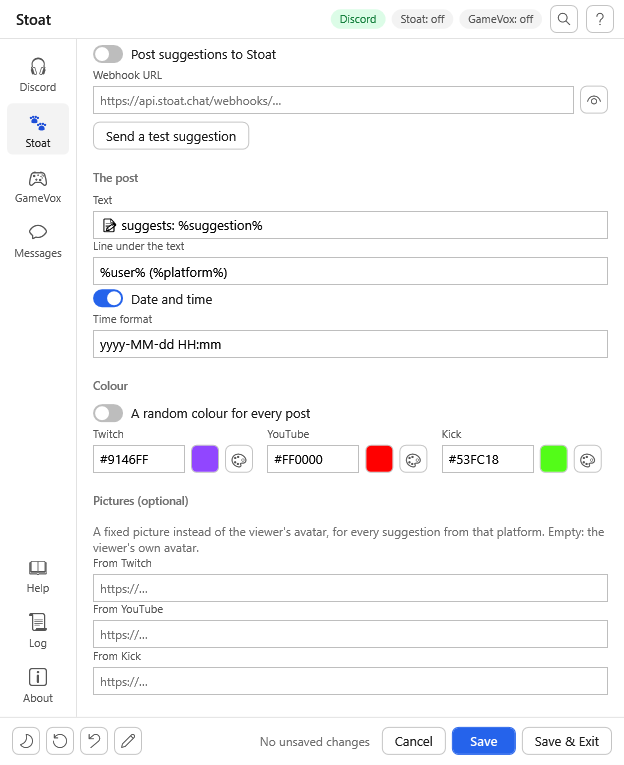 Stoat
Discord
Stoat: off
GameVox: off
?
Discord
Stoat
GameVox
Messages
Help
Log
About
Post suggestions to Stoat
Webhook URL
https://api.stoat.chat/webhooks/...
Send a test suggestion
The post
Text
📝 suggests: %suggestion%
Line under the text
%user% (%platform%)
Date and time
Time format
yyyy-MM-dd HH:mm
Colour
A random colour for every post
Twitch
#9146FF
YouTube
#FF0000
Kick
#53FC18
Pictures (optional)
A fixed picture instead of the viewer's avatar, for every suggestion from that platform. Empty: the
viewer's own avatar.
From Twitch
https://...
From YouTube
https://...
From Kick
https://...
No unsaved changes
Cancel
Save
Save & Exit